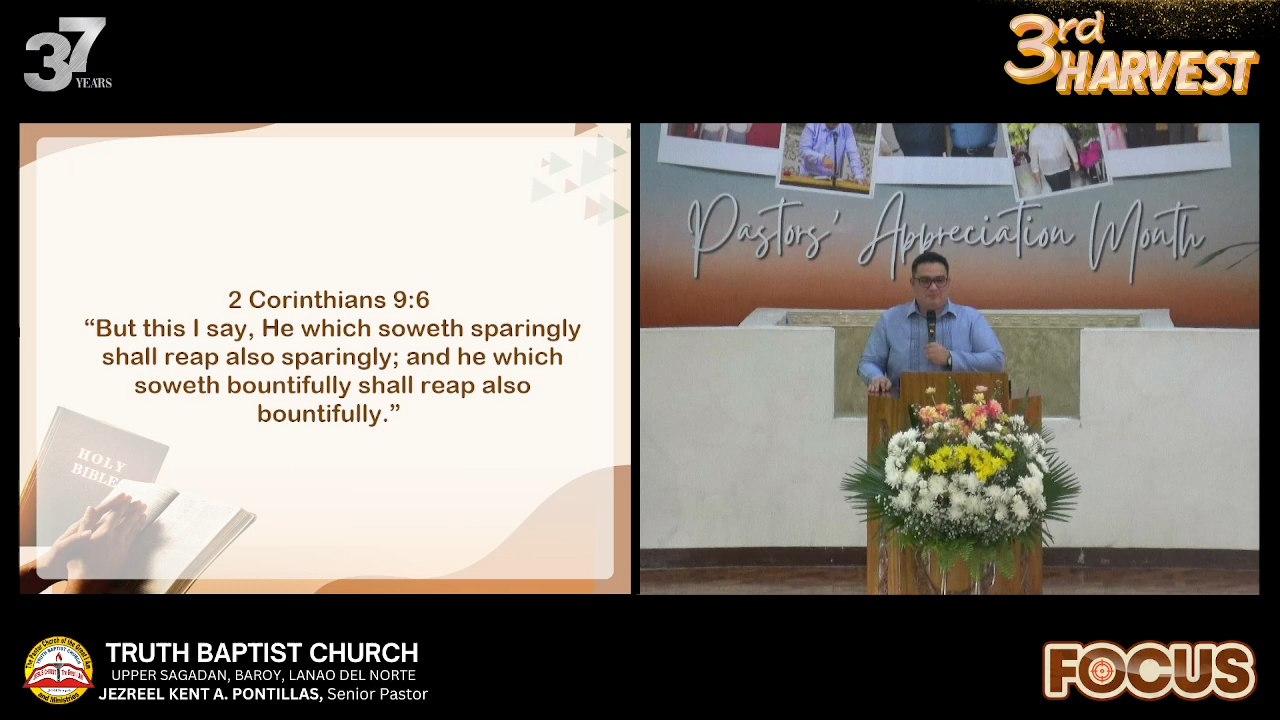 37
YEARS
3rd
HARVEST
2 Corinthians 9:6
“But this I say, He which soweth sparingly
shall reap also sparingly; and he which
soweth bountifully shall reap also
bountifully.”
HOLY
BIBLE
Pastors' Appreciation Month
TRUTH BAPTIST CHURCH
UPPER SAGADAN, BAROY, LANAO DEL NORTE
JEZREEL KENT A. PONTILLAS, Senior Pastor
FOCUS